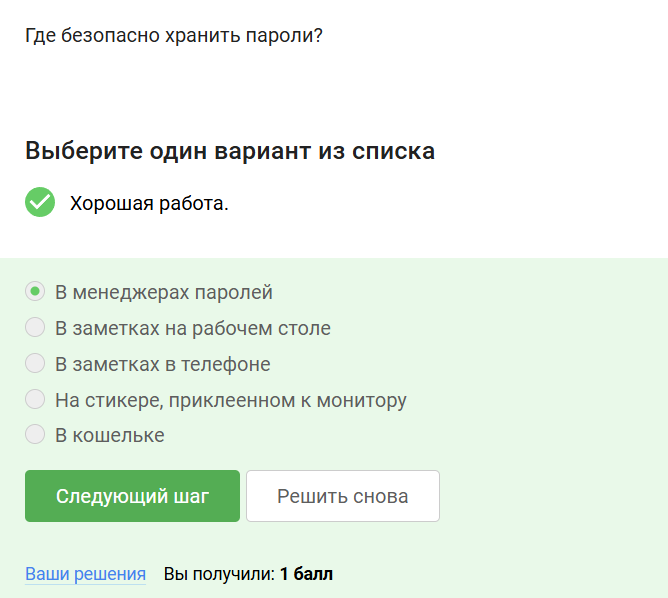 Где безопасно хранить пароли?
Выберите один вариант из списка
Хорошая работа.
В менеджерах паролей
В заметках на рабочем столе
В заметках в телефоне
На стикере, приклеенном к монитору
В кошельке
Следующий шаг
Решить снова
Ваши решения
Вы получили: 1 балл